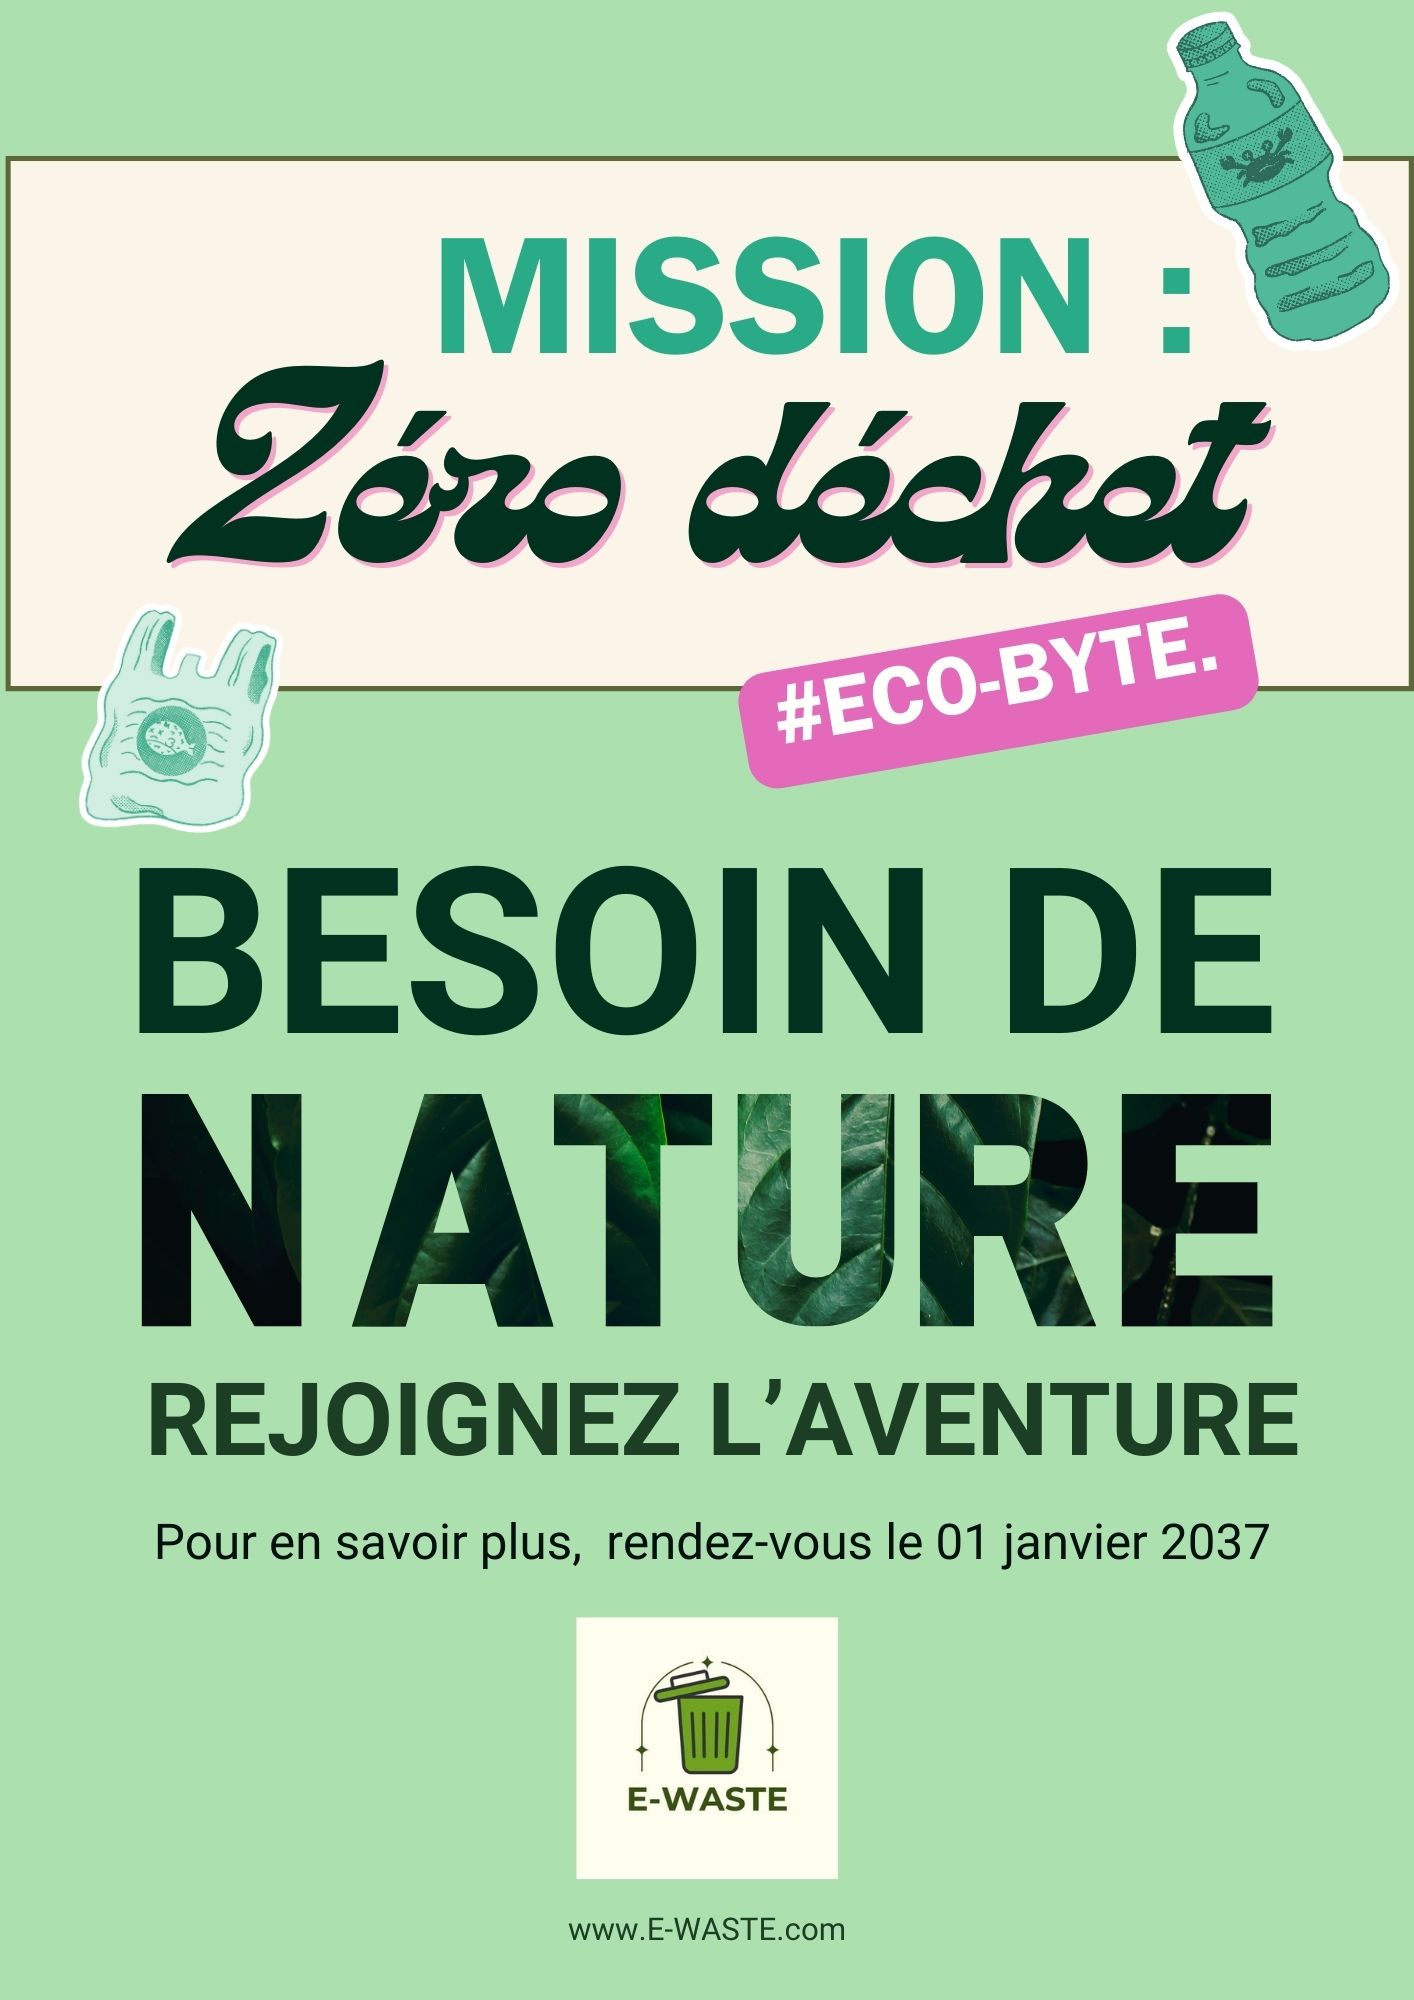 MISSION :
Zéro déchet
#ECO-BYTE.
BESOIN DE
NATURE
REJOIGNEZ L’AVENTURE
Pour en savoir plus,  rendez-vous le 01 janvier 2037
E-WASTE
www.E-WASTE.com